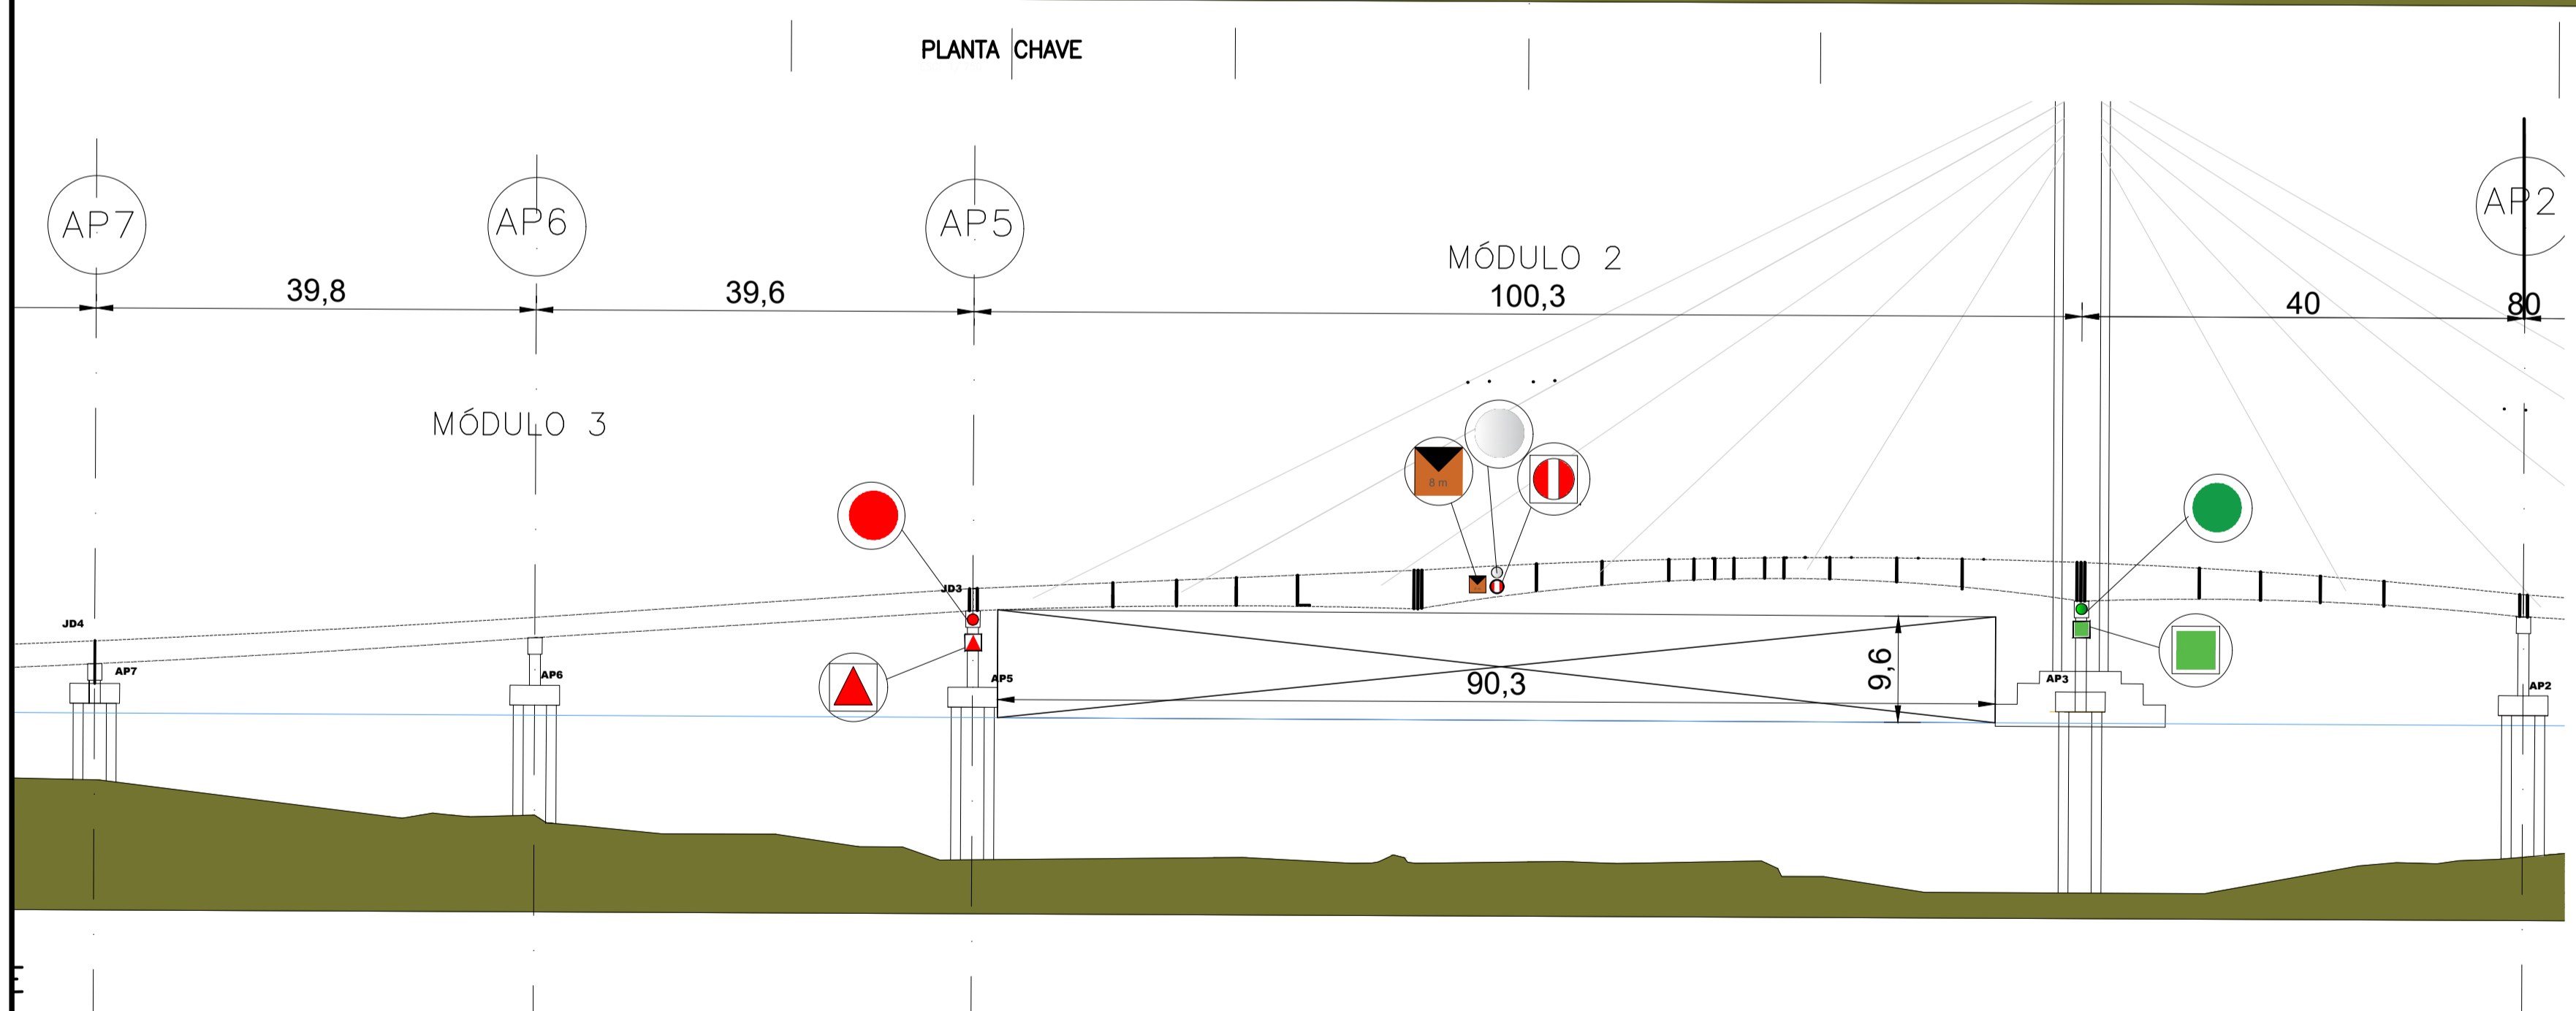 PLANTA CHAVE
AP7
AP6
AP5
AP2
MÓDULO 2
39,8
39,6
100,3
40
80
MÓDULO 3
8 m
JD3
JD4
AP7
AP6
AP5
AP3
AP2
9,6
90,3
E